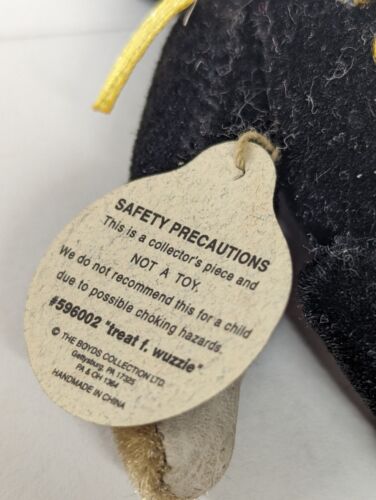 SAFETY PRECAUTIONS
This is a collector's piece and
NOT A TOY.
We do not recommend this for a child
due to possible choking hazards.
#596002 "treat f. wuzzie"
© THE BOYDS COLLECTION LTD.
Gettysburg, PA 17325
PA & OH 1364
HANDMADE IN CHINA